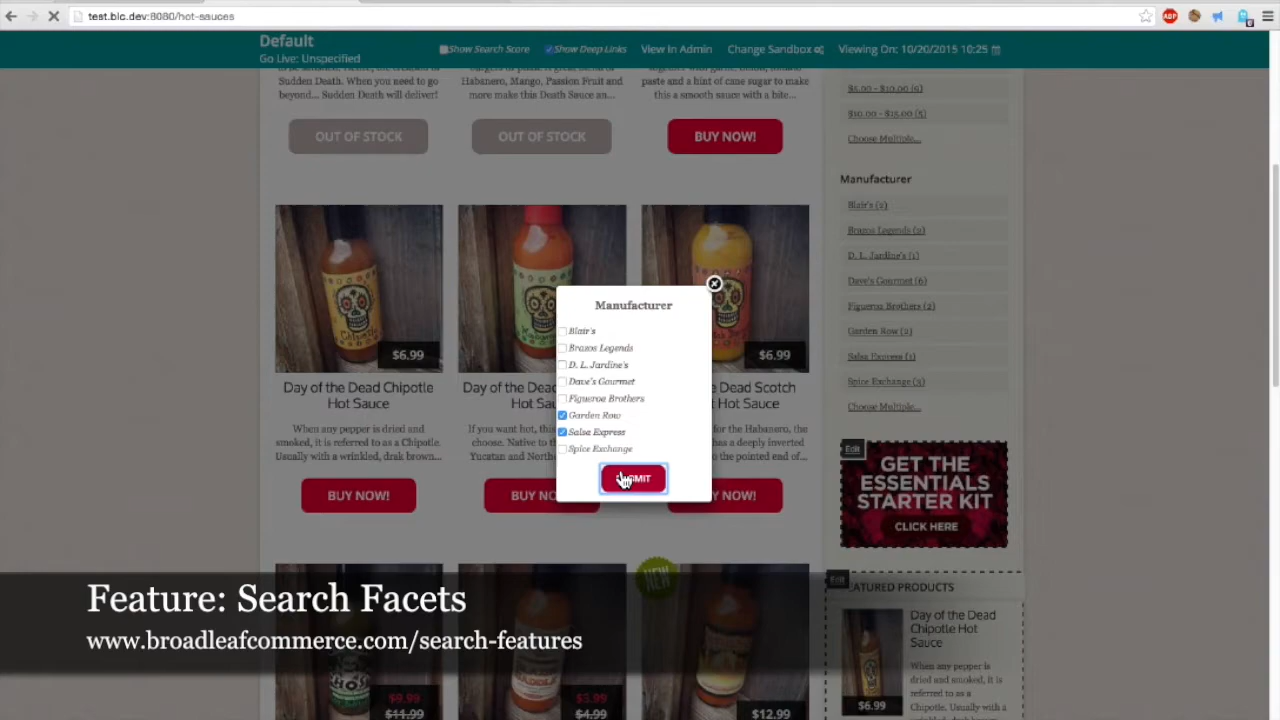 test.blc.dev:8080/hot-sauces
Default
Go Live: Unspecified
Show Search Score
Show Deep Links
View In Admin
Change Sandbox
Viewing On: 10/20/2015 10:25
Sudden Death. When you need to go
beyond... Sudden Death will deliver!
Habanero, Mango, Passion Fruit and
more make this Death Sauce an...
paste and a hint of cane sugar to make
this a smooth sauce with a bite...
OUT OF STOCK
OUT OF STOCK
BUY NOW!
$5.00 - $10.00 (6)
$10.00 - $15.00 (5)
Choose Multiple...
Manufacturer
Blair's (2)
Brazos Legends (2)
D. L. Jardine's (1)
Dave's Gourmet (6)
Figueroa Brothers (2)
Garden Row (2)
Salsa Express (1)
Spice Exchange (3)
Choose Multiple...
$6.99
$6.99
Day of the Dead Chipotle
Hot Sauce
When any pepper is dried and
smoked, it is referred to as a Chipotle.
Usually with a wrinkled, drak brown...
BUY NOW!
Day of the Dea
Hot Sau
If you want hot, th
choose. Native to t
Yucatan and North
BUY NO
e Dead Scotch
t Sauce
for the Habanero, the
has a deeply inverted
o the pointed end of...
W NOW!
Manufacturer
Blair's
Brazos Legends
D. L. Jardine's
Dave's Gourmet
Figueroa Brothers
Garden Row
Salsa Express
Spice Exchange
Edit
GET THE
ESSENTIALS
STARTER KIT
CLICK HERE
NEW
$9.99
$11.99
$3.99
$4.99
$12.99
Edit
EATURED PRODUCTS
Day of the Dead
Chipotle Hot
Sauce
When any pepper is
dried and smoked, it is
referred to as a
Chipotle. Usually with a
wrinkled, drak brown...
$6.99
Feature: Search Facets
www.broadleafcommerce.com/search-features